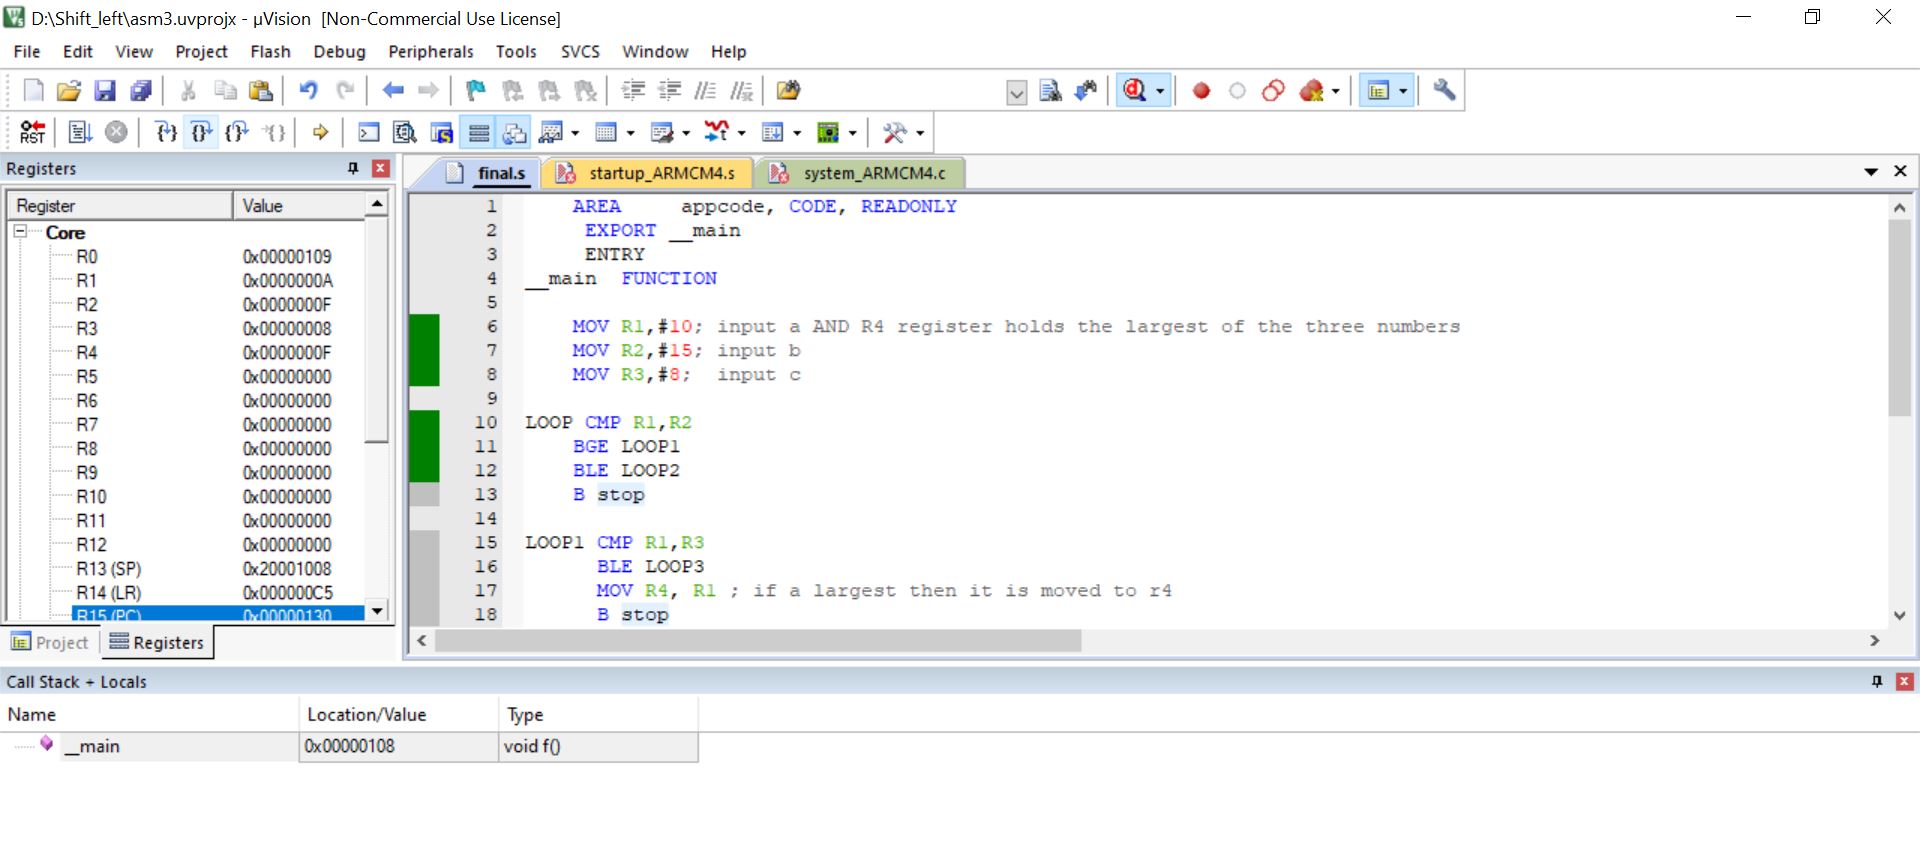 D:\Shift_left\asm3.uvprojx - µVision [Non-Commercial Use License]
File Edit View Project Flash Debug Peripherals Tools SVCS Window Help
RST
Registers
Register Value
Core
R0 0x00000109
R1 0x0000000A
R2 0x0000000F
R3 0x00000008
R4 0x0000000F
R5 0x00000000
R6 0x00000000
R7 0x00000000
R8 0x00000000
R9 0x00000000
R10 0x00000000
R11 0x00000000
R12 0x00000000
R13 (SP) 0x20001008
R14 (LR) 0x000000C5
R15 (PC) 0x00000130
Project Registers
final.s startup_ARMCM4.s system_ARMCM4.c
1 AREA appcode, CODE, READONLY
2 EXPORT __main
3 ENTRY
4 __main FUNCTION
5
6 MOV R1,#10; input a AND R4 register holds the largest of the three numbers
7 MOV R2,#15; input b
8 MOV R3,#8; input c
9
10 LOOP CMP R1,R2
11 BGE LOOP1
12 BLE LOOP2
13 B stop
14
15 LOOP1 CMP R1,R3
16 BLE LOOP3
17 MOV R4, R1 ; if a largest then it is moved to r4
18 B stop
Call Stack + Locals
Name Location/Value Type
__main 0x00000108 void f()